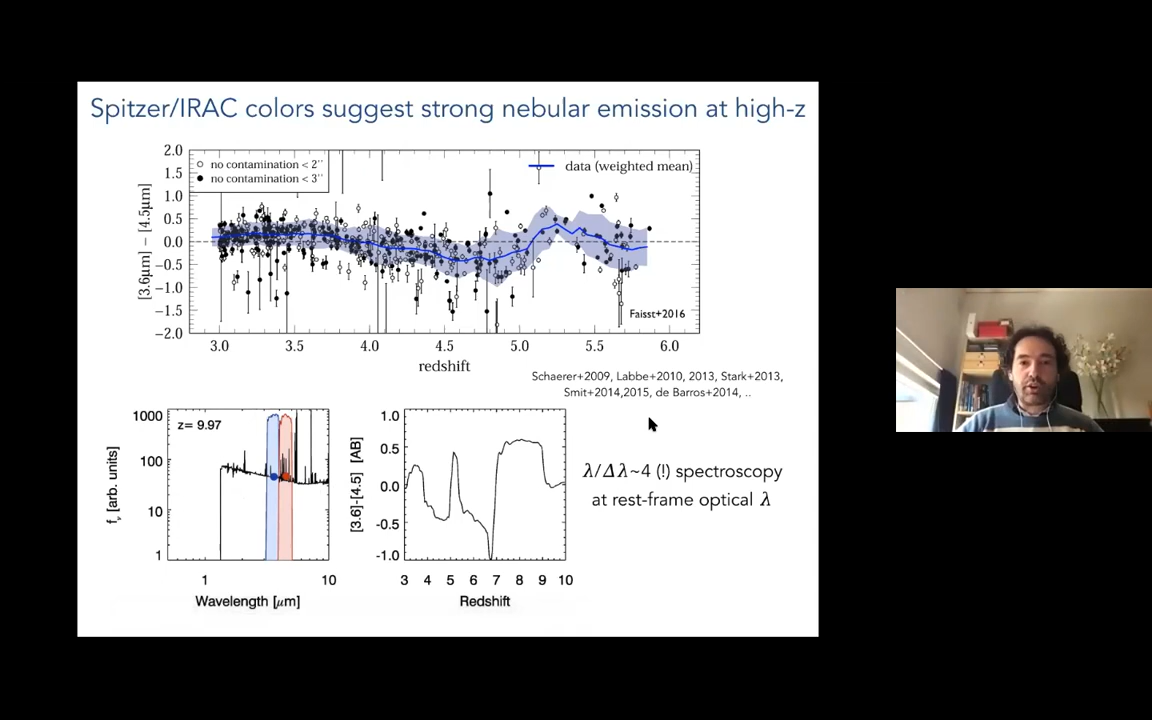 Spitzer/IRAC colors suggest strong nebular emission at high-z
no contamination < 2''
no contamination < 3''
data (weighted mean)
[3.6μm] − [4.5μm]
2.0
1.5
1.0
0.5
0.0
−0.5
−1.0
−1.5
−2.0
Faisst+2016
3.0 3.5 4.0 4.5 5.0 5.5 6.0
redshift
Schaerer+2009, Labbe+2010, 2013, Stark+2013,
Smit+2014,2015, de Barros+2014, ..
z= 9.97
fν [arb. units]
1000
100
10
1
1 10
Wavelength [μm]
[3.6]-[4.5] [AB]
1.0
0.5
0.0
-0.5
-1.0
3 4 5 6 7 8 9 10
Redshift
λ/Δλ~4 (!) spectroscopy
at rest-frame optical λ